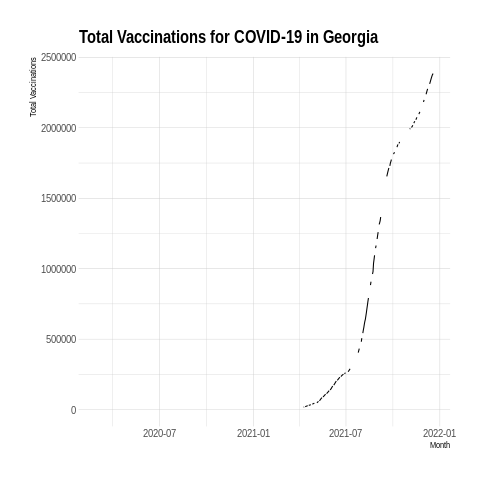 Total Vaccinations for COVID-19 in Georgia
Total Vaccinations
2500000
2000000
1500000
1000000
500000
0
2020-07 2021-01 2021-07 2022-01
Month